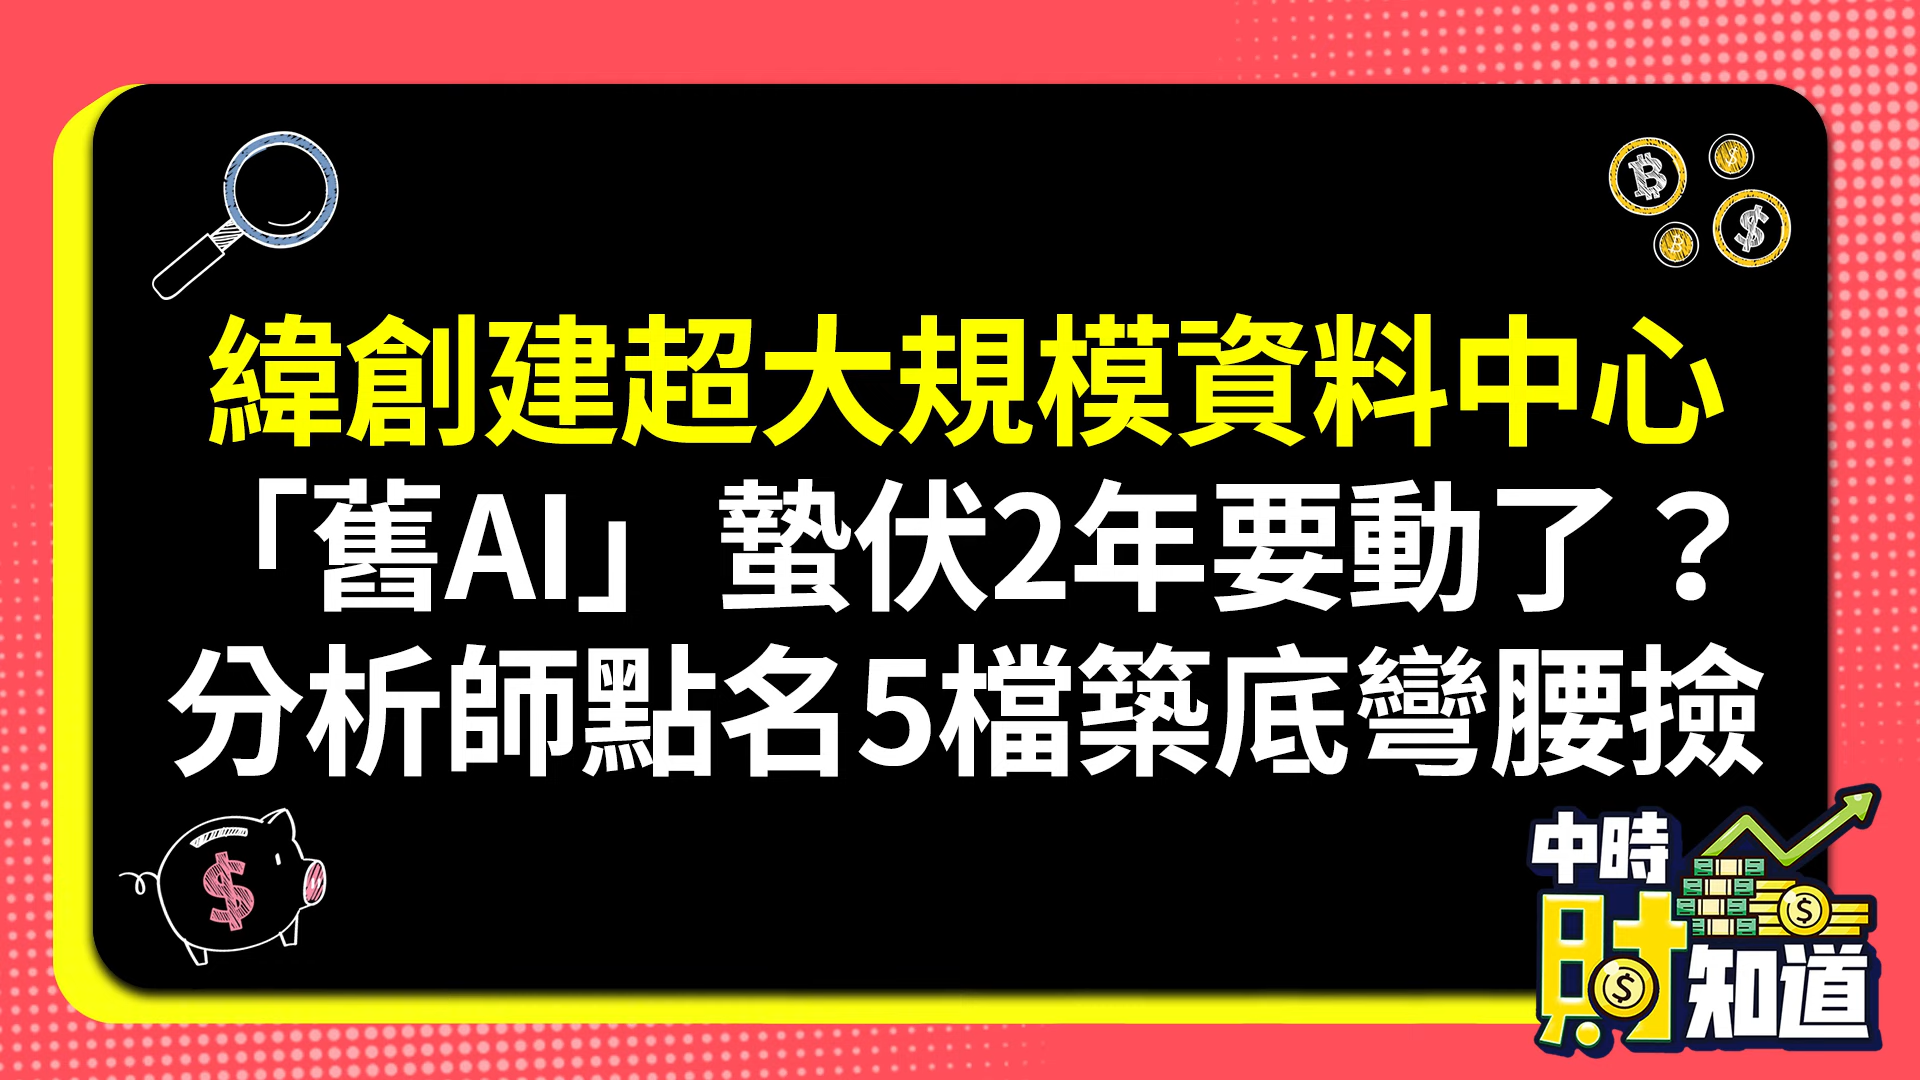 緯創建超大規模資料中心
「舊AI」蟄伏2年要動了？
分析師點名5檔築底彎腰撿
中時
財知道